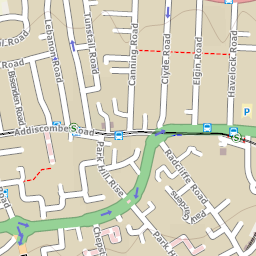 Lebanon Road
Tunstall Road
Canning Road
Clyde Road
Elgin Road
Havelock Road
Road
Bisenden Road
P
Addiscombe Road
Park Hill Rise
Radcliffe Road
Park H